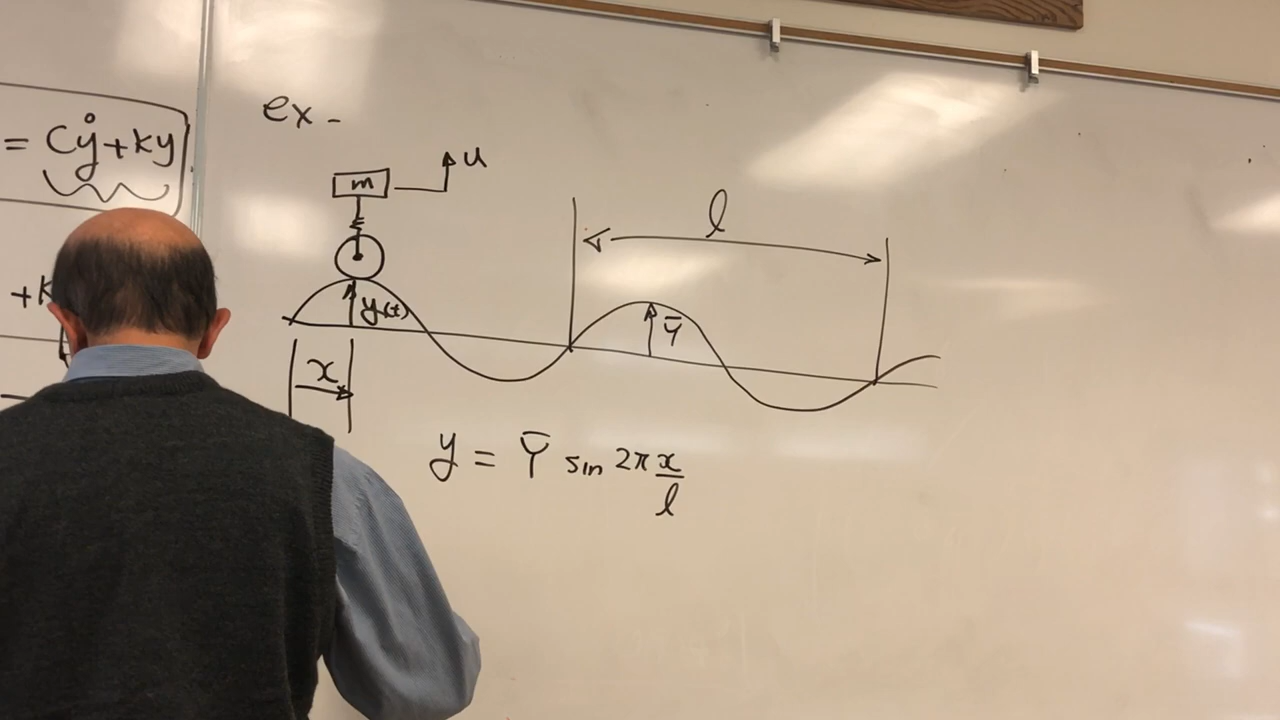 = Cẏ+ky
+k
ex -
m
u
l
y(t)
Ȳ
x
y = Ȳ sin 2π x/l